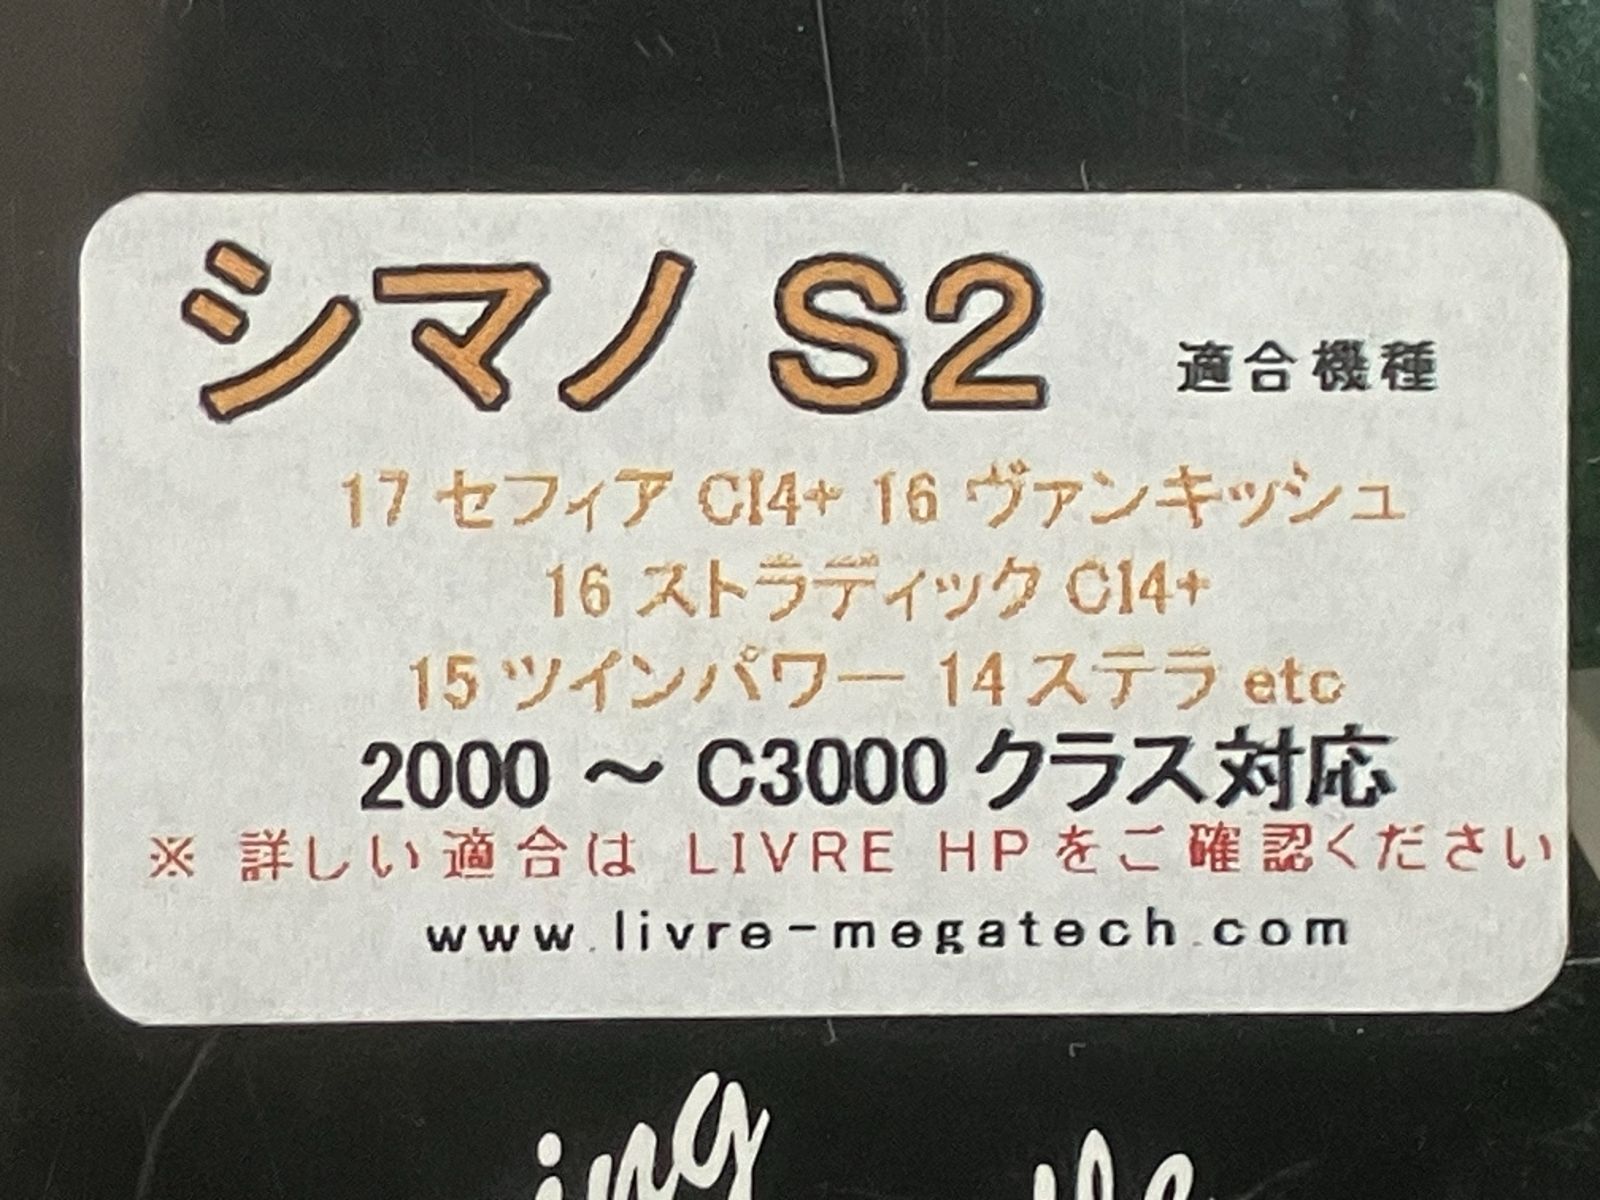 シマノ S2 適合機種
17 セフィア CI4+ 16 ヴァンキッシュ
16 ストラディック CI4+
15 ツインパワー 14 ステラ etc
2000 ～ C3000 クラス対応
※ 詳しい適合は LIVRE HP をご確認ください
www.livre-megatech.com